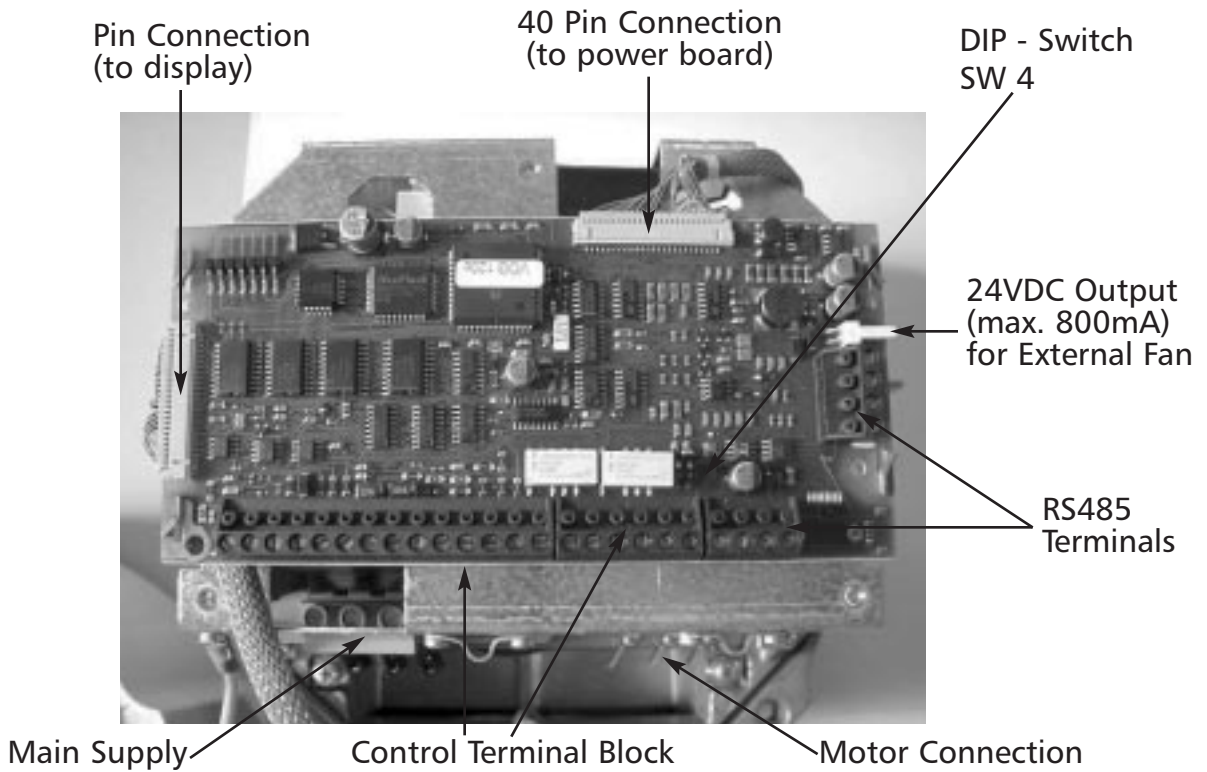 Pin Connection
(to display)
40 Pin Connection
(to power board)
DIP - Switch
SW 4
24VDC Output
(max. 800mA)
for External Fan
RS485
Terminals
Main Supply
Control Terminal Block
Motor Connection